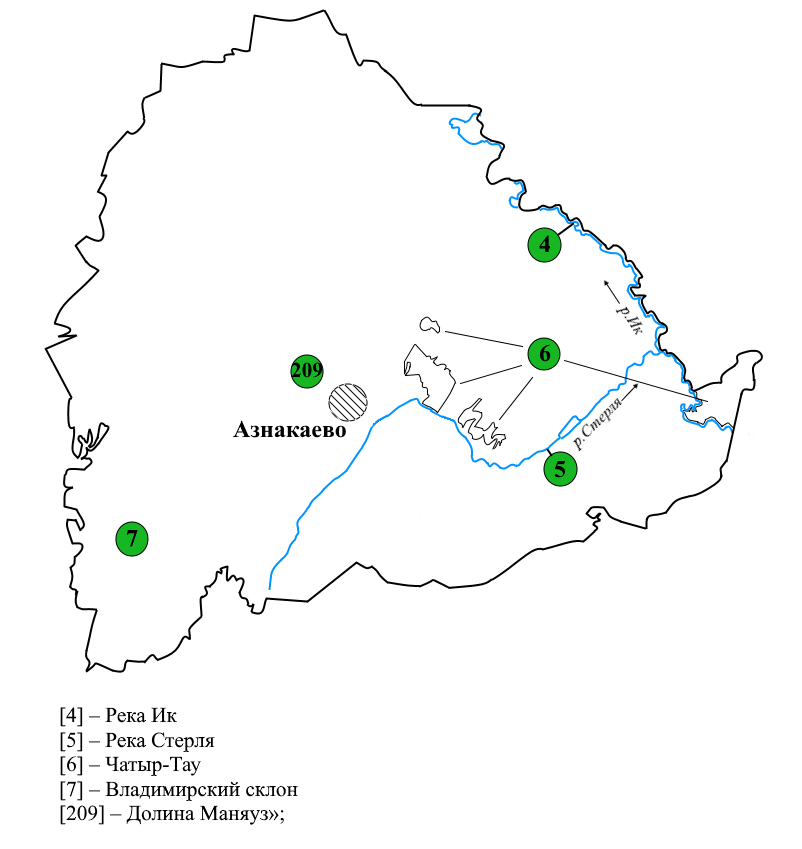 4
р.Ик
6
209
Азнакаево
р.Стерля
5
7
[4] – Река Ик
[5] – Река Стерля
[6] – Чатыр-Тау
[7] – Владимирский склон
[209] – Долина Маняуз»;